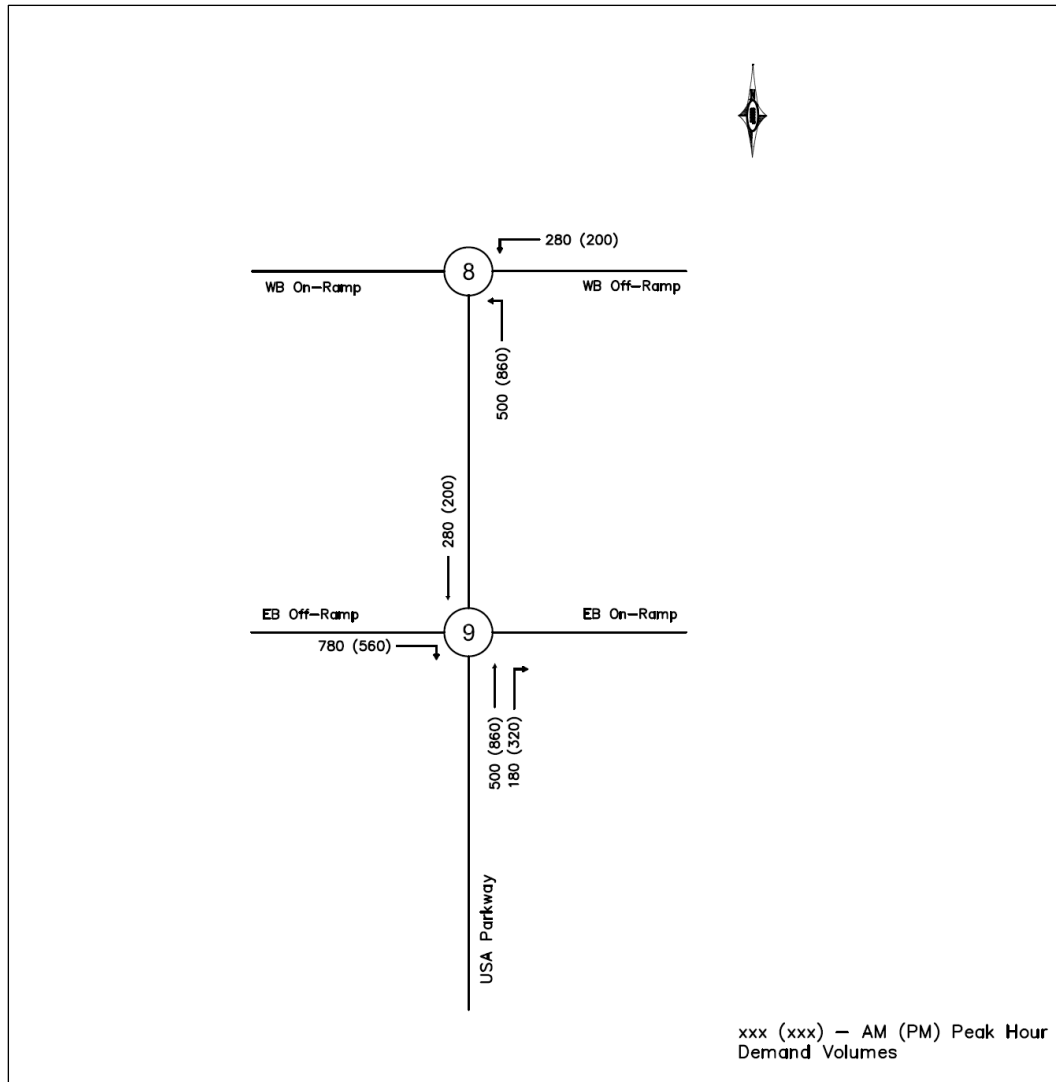 280 (200)
8
WB On-Ramp
WB Off-Ramp
500 (860)
280 (200)
EB Off-Ramp
EB On-Ramp
9
780 (560)
500 (860)
180 (320)
USA Parkway
xxx (xxx) – AM (PM) Peak Hour
Demand Volumes